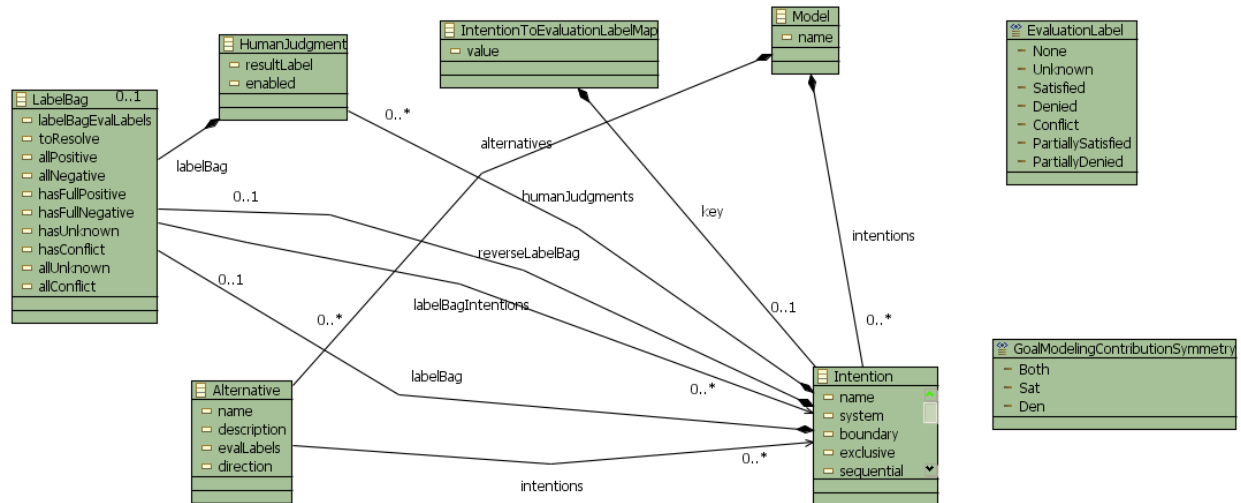 Model
name
IntentionToEvaluationLabelMap
value
EvaluationLabel
None
Unknown
Satisfied
Denied
Conflict
PartiallySatisfied
PartiallyDenied
HumanJudgment
resultLabel
enabled
LabelBag
0..1
labelBagEvalLabels
toResolve
allPositive
allNegative
hasFullPositive
hasFullNegative
hasUnknown
hasConflict
allUnknown
allConflict
0..*
alternatives
labelBag
0..1
humanJudgments
key
intentions
reverseLabelBag
0..1
labelBagIntentions
0..1
0..*
0..*
labelBag
0..*
Alternative
name
description
evalLabels
direction
0..*
intentions
Intention
name
system
boundary
exclusive
sequential
GoalModelingContributionSymmetry
Both
Sat
Den